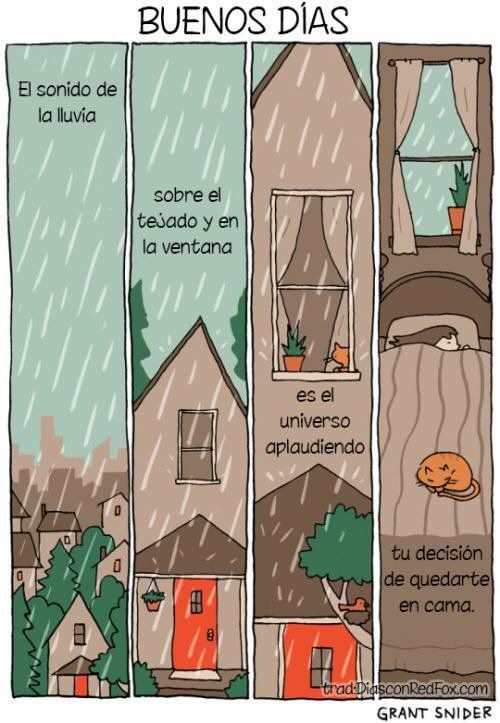 BUENOS DÍAS
El sonido de
la lluvia
sobre el
tejado y en
la ventana
es el
universo
aplaudiendo
tu decisión
de quedarte
en cama.
trad:DiasconRedFox.com
GRANT SNIDER